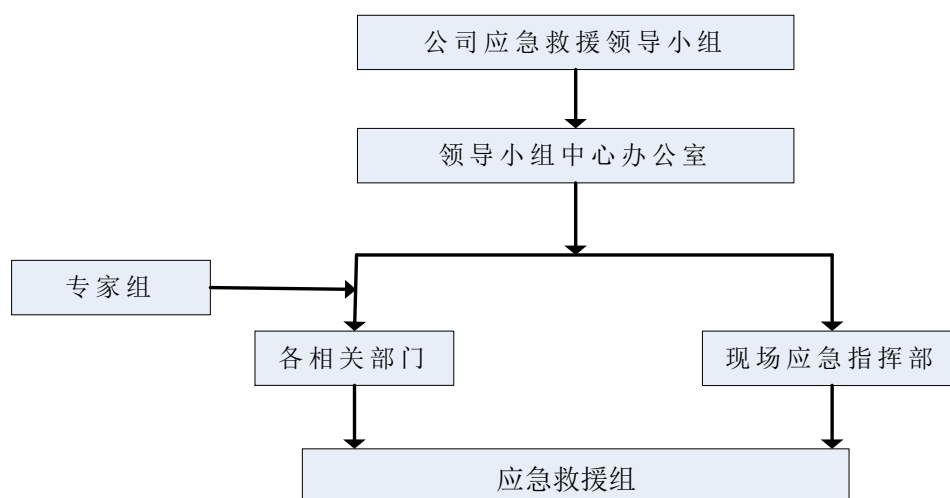 公司应急救援领导小组
领导小组中心办公室
专家组
各相关部门
现场应急指挥部
应急救援组